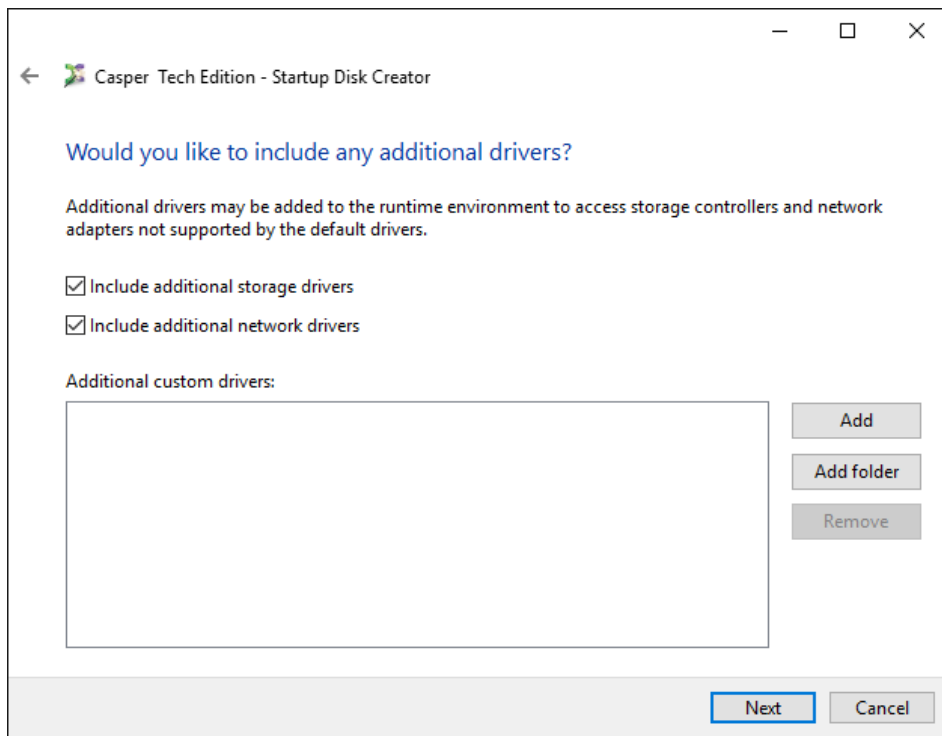 Casper Tech Edition - Startup Disk Creator
Would you like to include any additional drivers?
Additional drivers may be added to the runtime environment to access storage controllers and network
adapters not supported by the default drivers.
Include additional storage drivers
Include additional network drivers
Additional custom drivers:
Add
Add folder
Remove
Next
Cancel